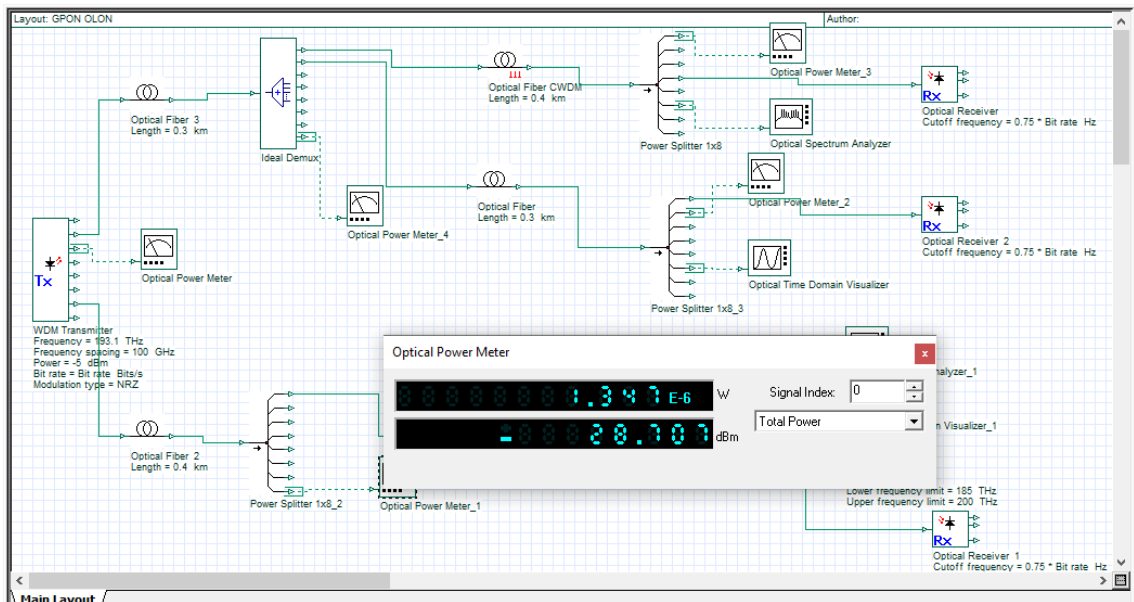 Layout: GPON OLON
Author:
Optical Fiber 3
Length = 0.3 km
Ideal Demux
Optical Fiber CWDM
Length = 0.4 km
Power Splitter 1x8
Optical Power Meter_3
Optical Spectrum Analyzer
Rx
Optical Receiver
Cutoff frequency = 0.75 * Bit rate Hz
Optical Power Meter_4
Optical Fiber
Length = 0.3 km
Optical Power Meter_2
Optical Time Domain Visualizer
Power Splitter 1x8_3
Rx
Optical Receiver 2
Cutoff frequency = 0.75 * Bit rate Hz
Optical Power Meter
Tx
WDM Transmitter
Frequency = 193.1 THz
Frequency spacing = 100 GHz
Power = -5 dBm
Bit rate = Bit rate Bits/s
Modulation type = NRZ
Optical Power Meter
x
1.347 E-6 W
Signal Index: 0
-28.707 dBm
Total Power
nalyzer_1
n Visualizer_1
Optical Fiber 2
Length = 0.4 km
Power Splitter 1x8_2
Optical Power Meter_1
Lower frequency limit = 185 THz
Upper frequency limit = 200 THz
Rx
Optical Receiver 1
Cutoff frequency = 0.75 * Bit rate Hz
Main Layout